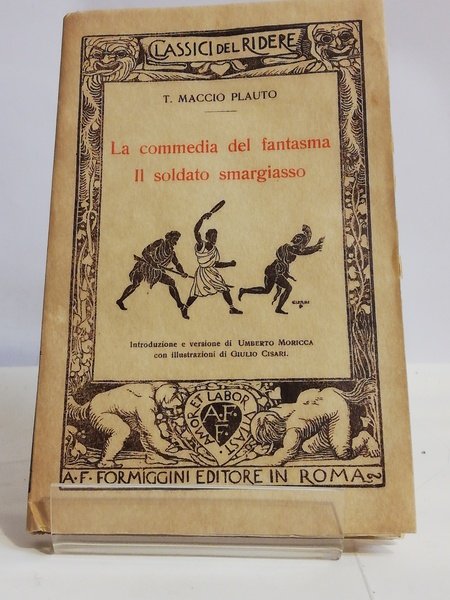 CLASSICI DEL RIDERE
T. MACCIO PLAUTO
La commedia del fantasma
Il soldato smargiasso
Introduzione e versione di UMBERTO MORICCA
con illustrazioni di GIULIO CISARI.
AMOR ET LABOR VITAST
A·F·
F·
A·F·FORMIGGINI EDITORE IN ROMA